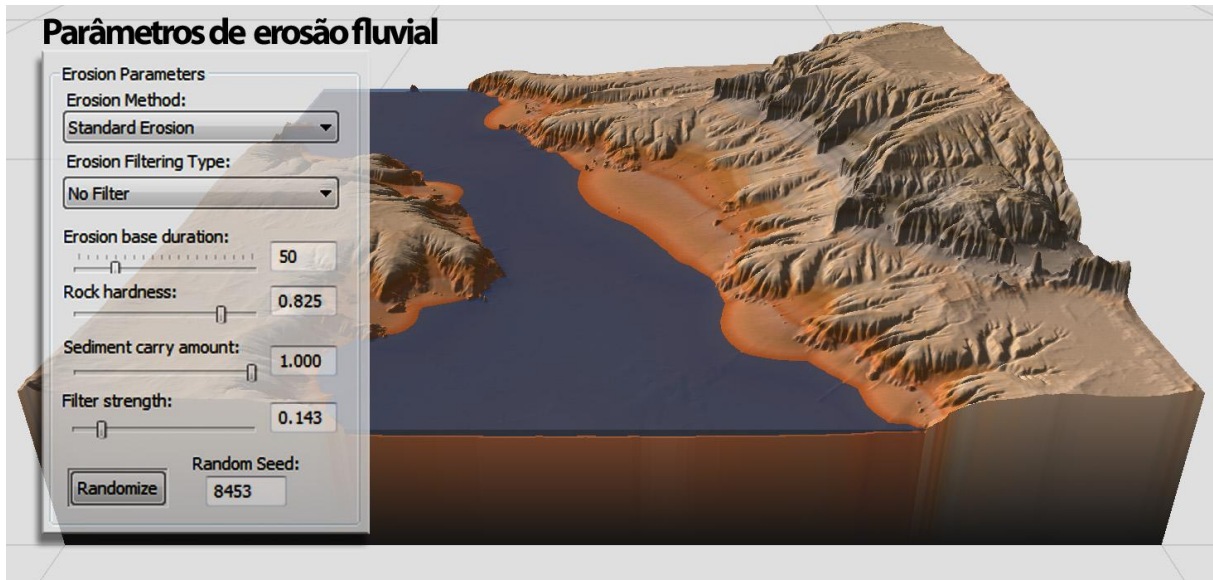 Parâmetros de erosão fluvial
Erosion Parameters
Erosion Method:
Standard Erosion
Erosion Filtering Type:
No Filter
Erosion base duration:
50
Rock hardness:
0.825
Sediment carry amount:
1.000
Filter strength:
0.143
Random Seed:
Randomize
8453